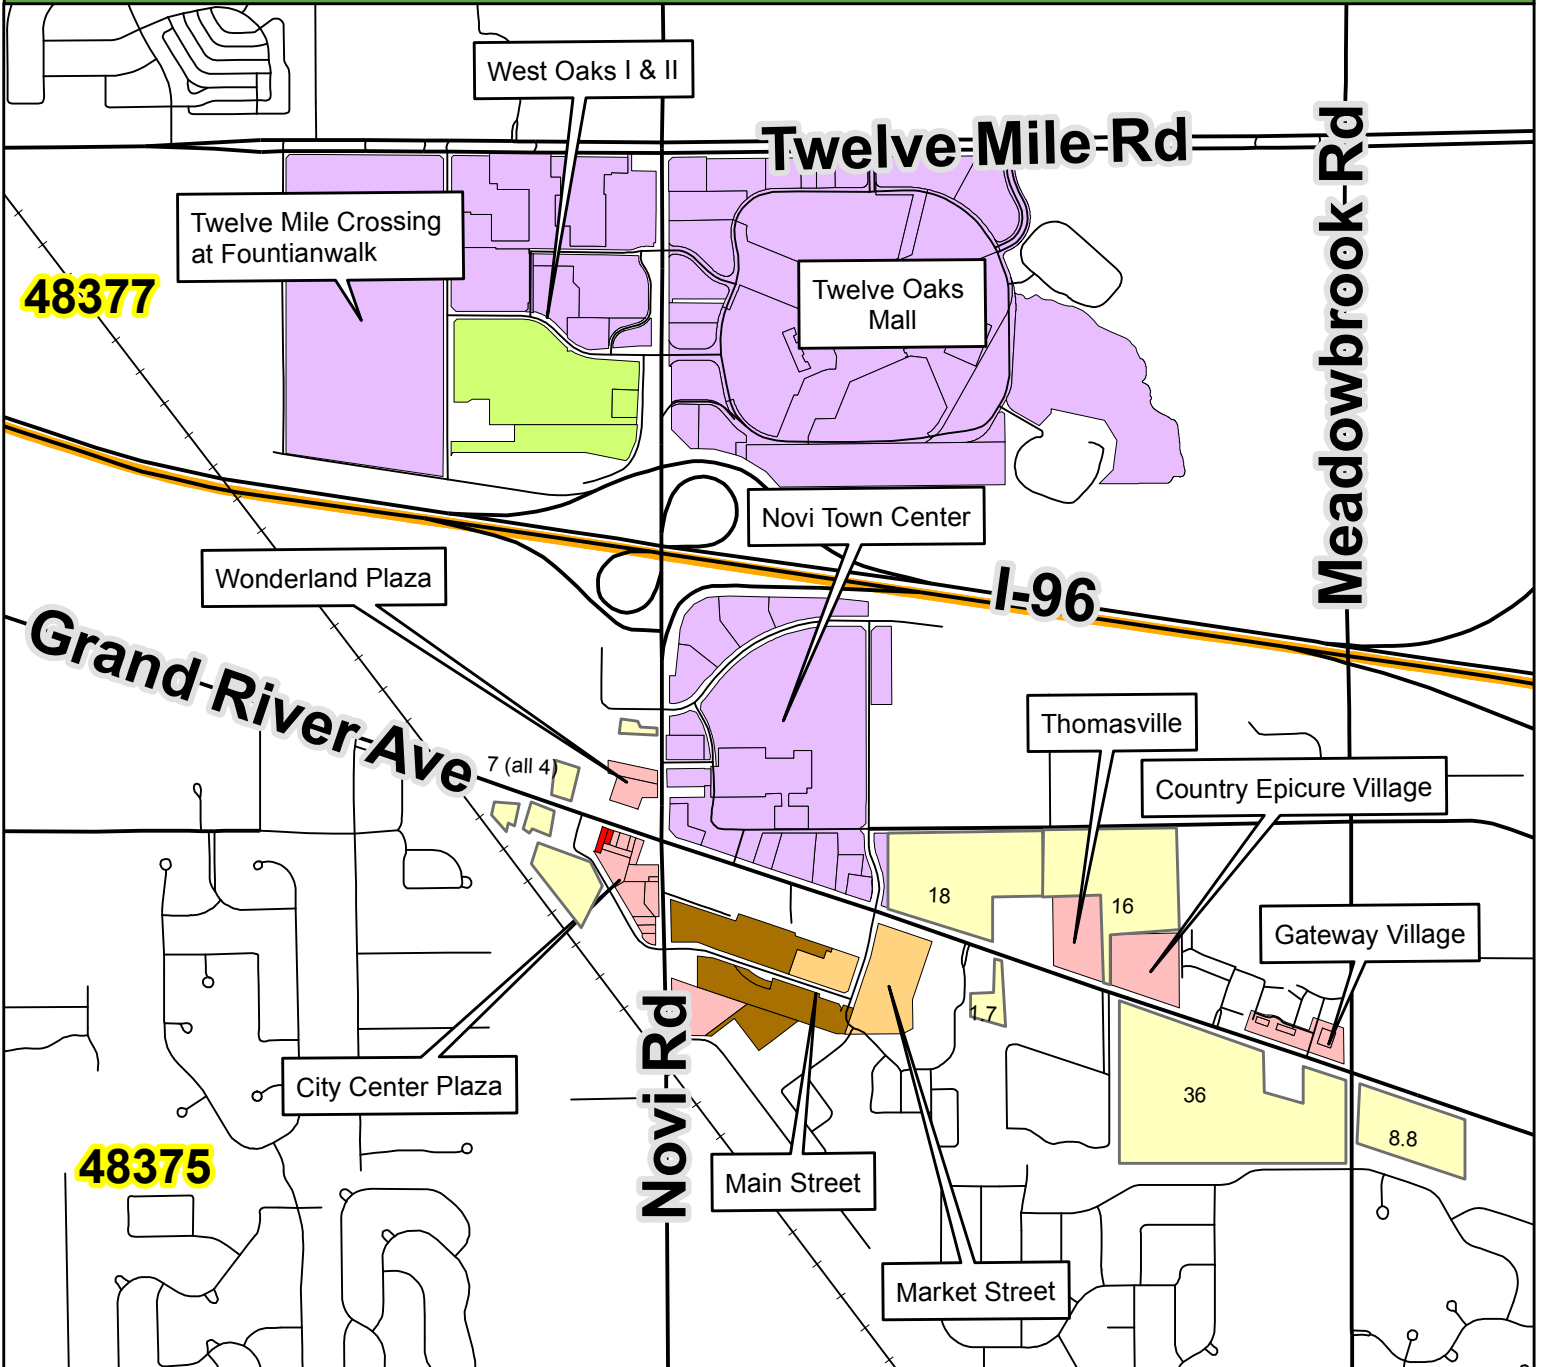 West Oaks I & II
Twelve Mile Rd
Meadowbrook Rd
Twelve Mile Crossing
at Fountianwalk
48377
Twelve Oaks
Mall
Novi Town Center
Wonderland Plaza
I-96
Grand River Ave
Thomasville
7 (all 4)
Country Epicure Village
18
16
Gateway Village
1.7
City Center Plaza
Novi Rd
36
8.8
48375
Main Street
Market Street